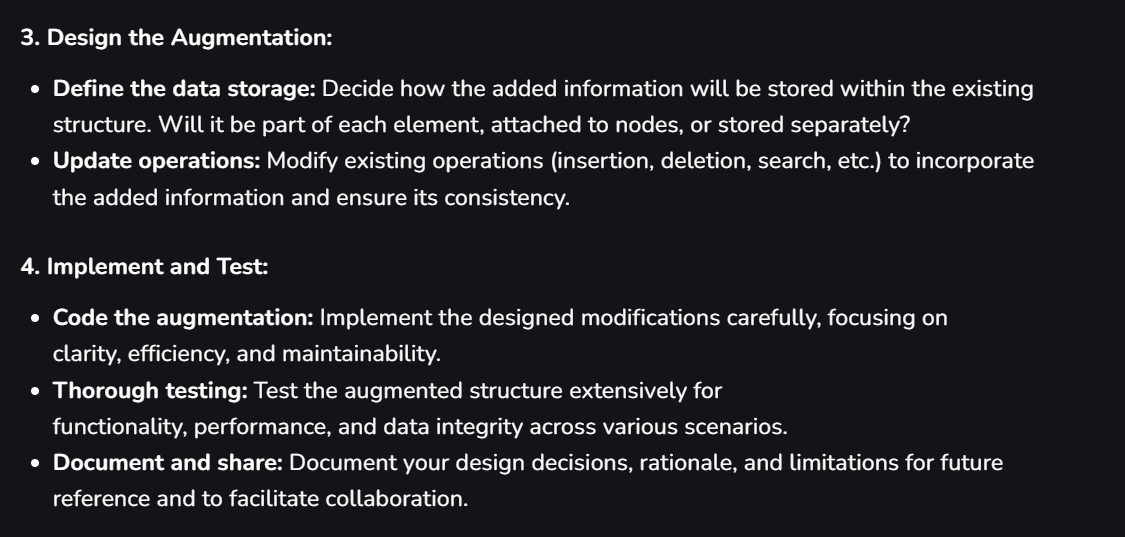 3. Design the Augmentation:
• Define the data storage: Decide how the added information will be stored within the existing
structure. Will it be part of each element, attached to nodes, or stored separately?
• Update operations: Modify existing operations (insertion, deletion, search, etc.) to incorporate
the added information and ensure its consistency.
4. Implement and Test:
• Code the augmentation: Implement the designed modifications carefully, focusing on
clarity, efficiency, and maintainability.
• Thorough testing: Test the augmented structure extensively for
functionality, performance, and data integrity across various scenarios.
• Document and share: Document your design decisions, rationale, and limitations for future
reference and to facilitate collaboration.